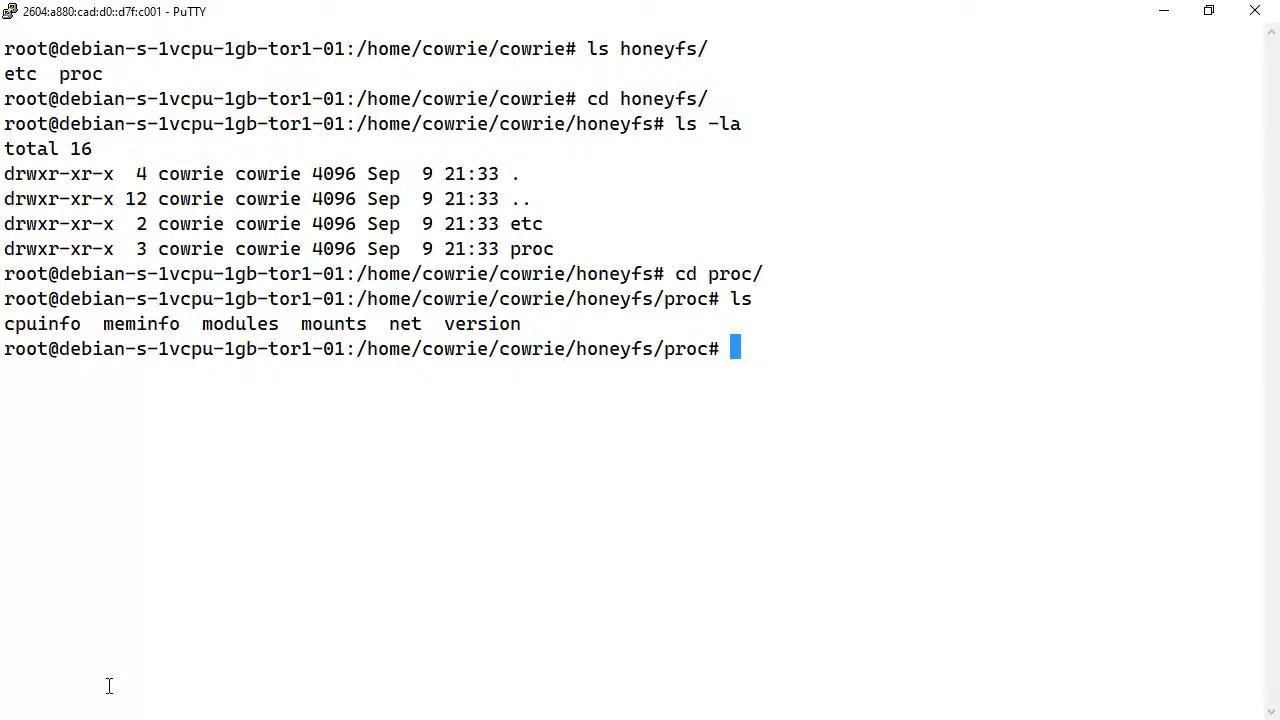 2604:a880:cad:d0::d7f:c001 - PuTTY
root@debian-s-1vcpu-1gb-tor1-01:/home/cowrie/cowrie# ls honeyfs/
etc  proc
root@debian-s-1vcpu-1gb-tor1-01:/home/cowrie/cowrie# cd honeyfs/
root@debian-s-1vcpu-1gb-tor1-01:/home/cowrie/cowrie/honeyfs# ls -la
total 16
drwxr-xr-x  4 cowrie cowrie 4096 Sep  9 21:33 .
drwxr-xr-x 12 cowrie cowrie 4096 Sep  9 21:33 ..
drwxr-xr-x  2 cowrie cowrie 4096 Sep  9 21:33 etc
drwxr-xr-x  3 cowrie cowrie 4096 Sep  9 21:33 proc
root@debian-s-1vcpu-1gb-tor1-01:/home/cowrie/cowrie/honeyfs# cd proc/
root@debian-s-1vcpu-1gb-tor1-01:/home/cowrie/cowrie/honeyfs/proc# ls
cpuinfo  meminfo  modules  mounts  net  version
root@debian-s-1vcpu-1gb-tor1-01:/home/cowrie/cowrie/honeyfs/proc#